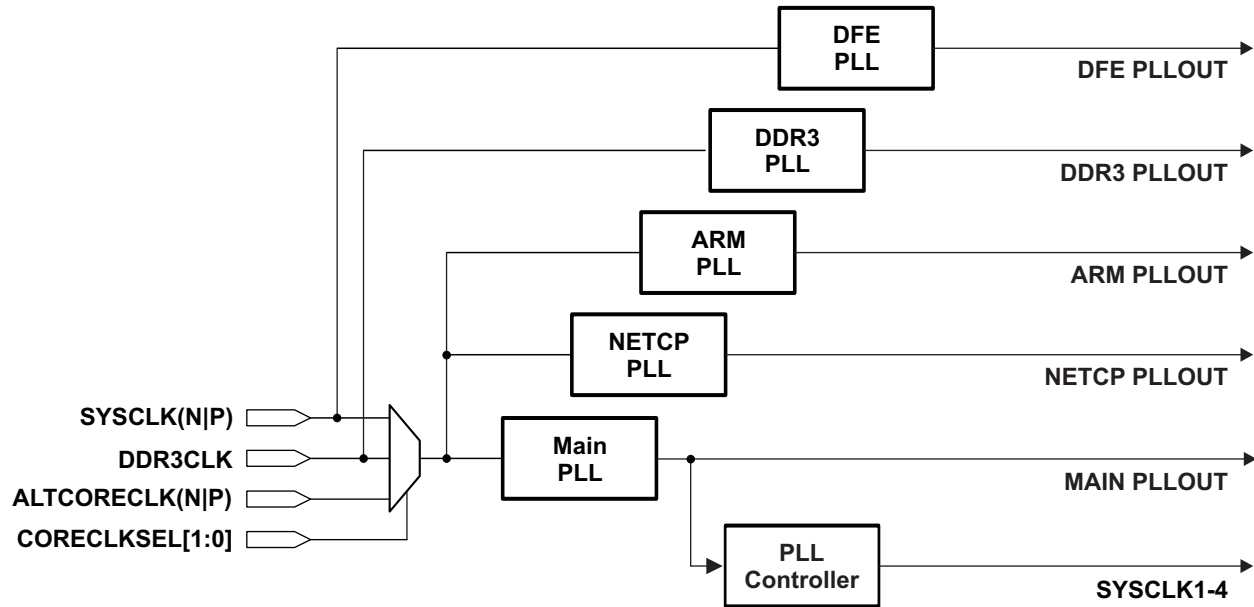 DFE
PLL
DFE PLLOUT
DDR3
PLL
DDR3 PLLOUT
ARM
PLL
ARM PLLOUT
NETCP
PLL
NETCP PLLOUT
SYSCLK(N|P)
DDR3CLK
ALTCORECLK(N|P)
CORECLKSEL[1:0]
Main
PLL
MAIN PLLOUT
PLL
Controller
SYSCLK1-4